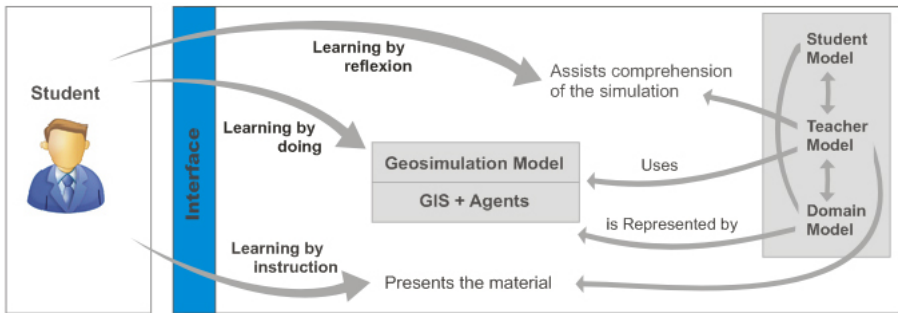 Student
Interface
Learning by
reflexion
Learning by
doing
Learning by
instruction
Assists comprehension
of the simulation
Geosimulation Model
GIS + Agents
Uses
is Represented by
Presents the material
Student
Model
Teacher
Model
Domain
Model